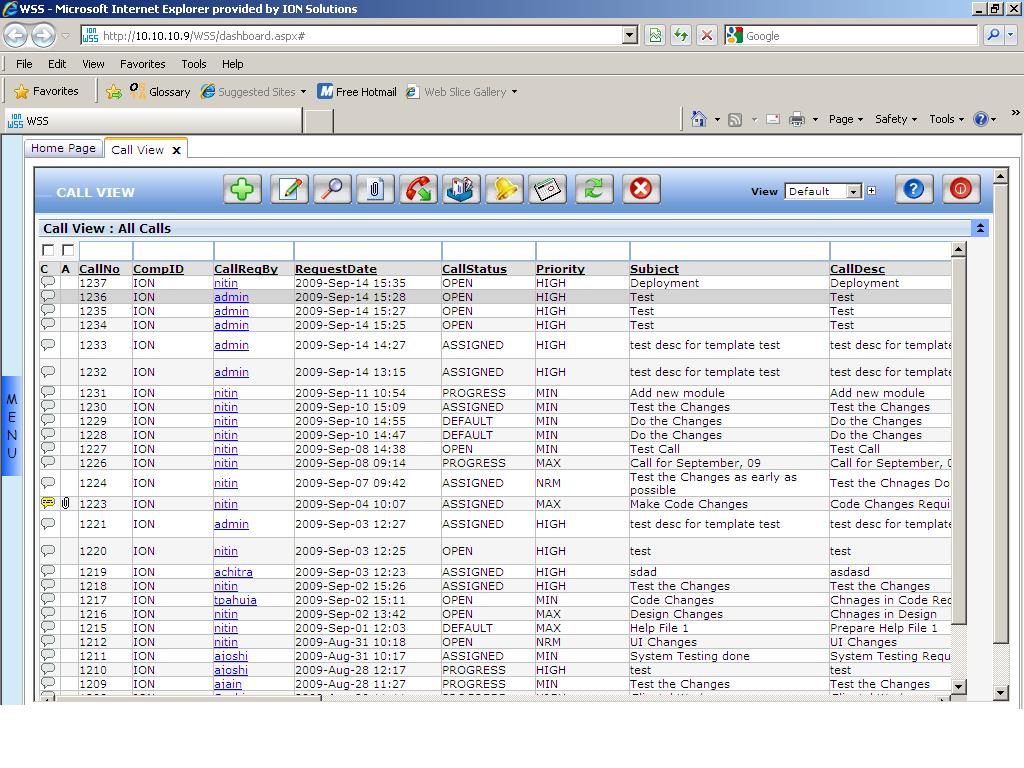 WSS - Microsoft Internet Explorer provided by ION Solutions
http://10.10.10.9/WSS/dashboard.aspx#
Google
File Edit View Favorites Tools Help
Favorites Glossary Suggested Sites Free Hotmail Web Slice Gallery
WSS Page Safety Tools
Home Page Call View x
CALL VIEW View Default
Call View : All Calls
C A CallNo CompID CallReqBy RequestDate CallStatus Priority Subject CallDesc
1237 ION nitin 2009-Sep-14 15:35 OPEN HIGH Deployment Deployment
1236 ION admin 2009-Sep-14 15:28 OPEN HIGH Test Test
1235 ION admin 2009-Sep-14 15:27 OPEN HIGH Test Test
1234 ION admin 2009-Sep-14 15:25 OPEN HIGH Test Test
1233 ION admin 2009-Sep-14 14:27 ASSIGNED HIGH test desc for template test test desc for template
1232 ION admin 2009-Sep-14 13:15 ASSIGNED HIGH test desc for template test test desc for template
1231 ION nitin 2009-Sep-11 10:54 PROGRESS MIN Add new module Add new module
1230 ION nitin 2009-Sep-10 15:09 ASSIGNED MIN Test the Changes Test the Changes
1229 ION nitin 2009-Sep-10 14:55 DEFAULT MIN Do the Changes Do the Changes
1228 ION nitin 2009-Sep-10 14:47 DEFAULT MIN Do the Changes Do the Changes
1227 ION nitin 2009-Sep-08 14:38 OPEN MIN Test Call Test Call
1226 ION nitin 2009-Sep-08 09:14 PROGRESS MAX Call for September, 09 Call for September,
1224 ION nitin 2009-Sep-07 09:42 ASSIGNED NRM Test the Changes as early as possible Test the Chnages Do
1223 ION nitin 2009-Sep-04 10:07 ASSIGNED MAX Make Code Changes Code Changes Requi
1221 ION admin 2009-Sep-03 12:27 ASSIGNED HIGH test desc for template test test desc for template
1220 ION nitin 2009-Sep-03 12:25 OPEN HIGH test test
1219 ION achitra 2009-Sep-03 12:23 ASSIGNED HIGH sdad asdasd
1218 ION nitin 2009-Sep-02 15:26 ASSIGNED HIGH Test the Changes Test the Changes
1217 ION tpahuja 2009-Sep-02 15:11 OPEN MIN Code Changes Chnages in Code Rec
1216 ION nitin 2009-Sep-02 13:42 OPEN MAX Design Changes Chnages in Design
1215 ION nitin 2009-Sep-01 12:03 DEFAULT MAX Help File 1 Prepare Help File 1
1212 ION nitin 2009-Aug-31 10:18 OPEN NRM UI Changes UI Changes
1211 ION ajoshi 2009-Aug-31 10:17 ASSIGNED MIN System Testing done System Testing Requ
1210 ION ajoshi 2009-Aug-28 12:17 PROGRESS HIGH test test
1209 ION ajain 2009-Aug-28 11:27 PROGRESS MIN Test the Changes Test the Changes
MENU